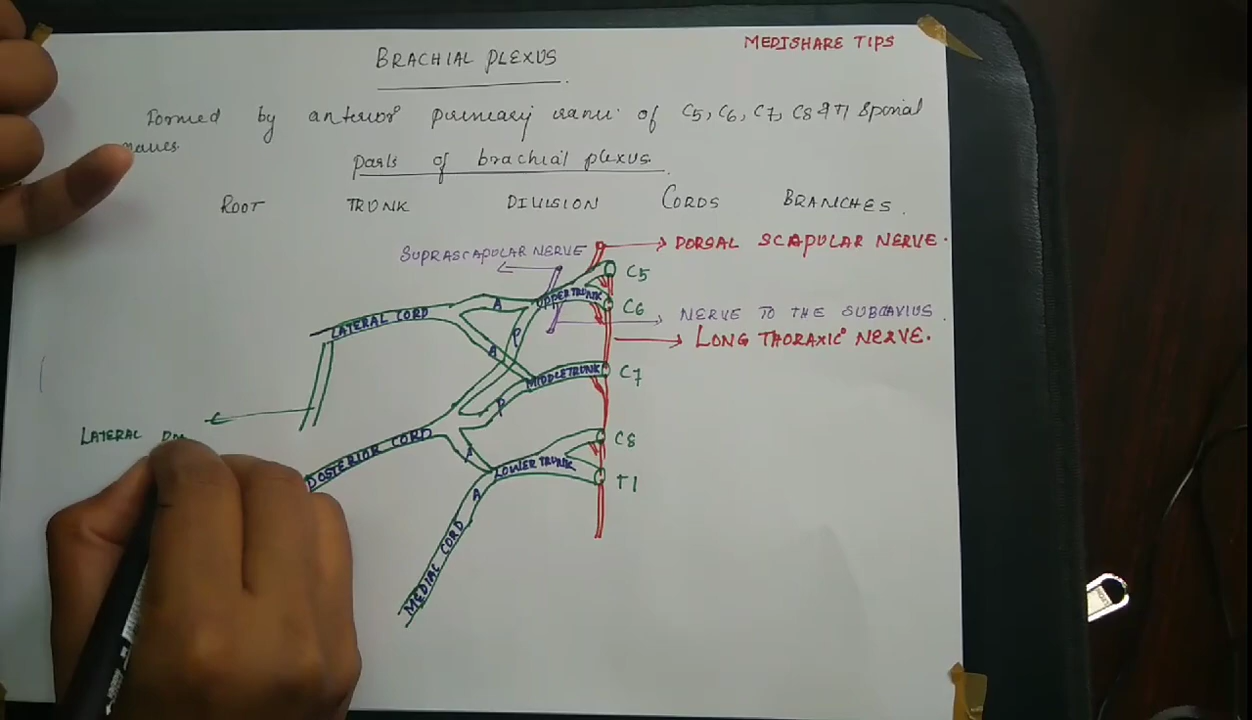 MEDISHARE TIPS
BRACHIAL PLEXUS
Formed by anterior primary rami of C5, C6, C7, C8 & T1 Spinal
Parts of brachial plexus
ROOT TRUNK DIVISION CORDS BRANCHES.
SUPRASCAPULAR NERVE
DORSAL SCAPULAR NERVE.
C5
UPPER TRUNK
C6
NERVE TO THE SUBCLAVIUS.
LONG THORAXIC NERVE.
LATERAL CORD
A
P
A
MIDDLE TRUNK
C7
P
LATERAL
POSTERIOR CORD
C8
A
LOWER TRUNK
T1
A
MEDIAL CORD